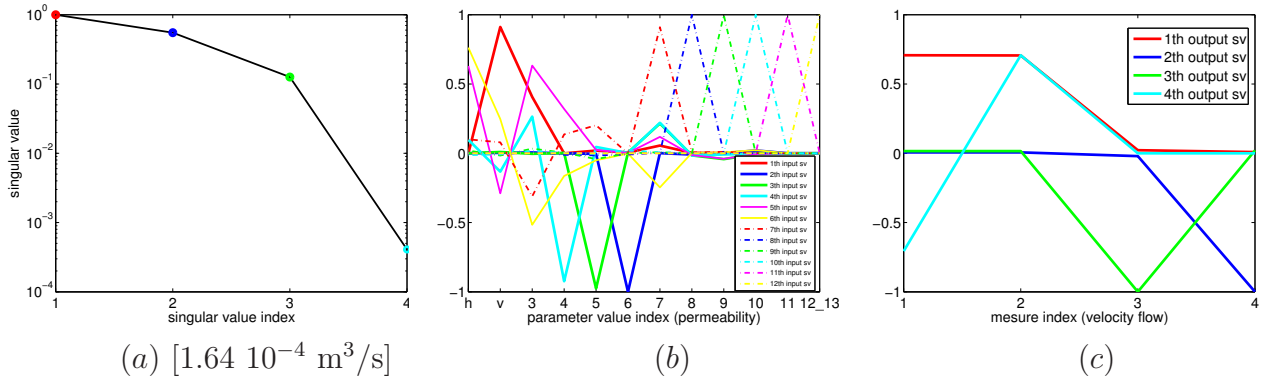 10^0
10^{-1}
10^{-2}
10^{-3}
10^{-4}
singular value
1 2 3 4
singular value index
(a) [1.64 10^{-4} m^3/s]
1
0.5
0
−0.5
−1
h v 3 4 5 6 7 8 9 10 11 12_13
parameter value index (permeability)
1th input sv
2th input sv
3th input sv
4th input sv
5th input sv
6th input sv
7th input sv
8th input sv
9th input sv
10th input sv
11th input sv
12th input sv
(b)
1
0.5
0
−0.5
−1
1 2 3 4
mesure index (velocity flow)
1th output sv
2th output sv
3th output sv
4th output sv
(c)